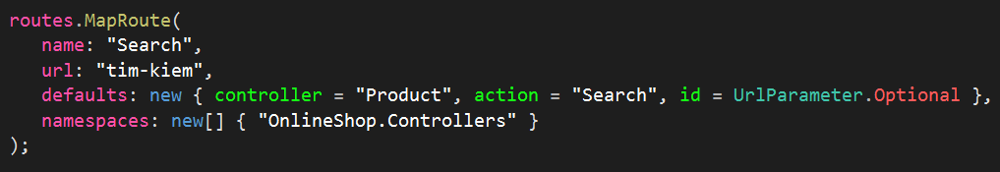 routes.MapRoute(
name: "Search",
url: "tim-kiem",
defaults: new { controller = "Product", action = "Search", id = UrlParameter.Optional },
namespaces: new[] { "OnlineShop.Controllers" }
);